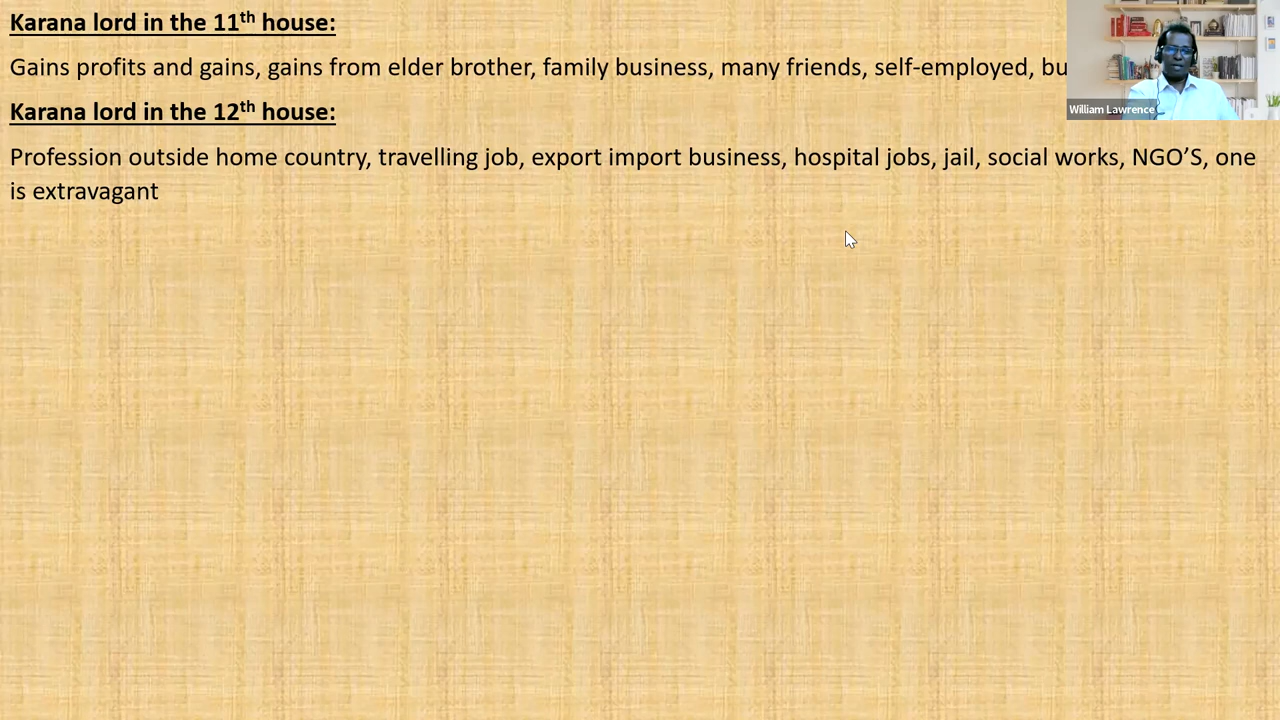 Karana lord in the 11th house:
Gains profits and gains, gains from elder brother, family business, many friends, self-employed,
William Lawrence
Karana lord in the 12th house:
Profession outside home country, travelling job, export import business, hospital jobs, jail, social works, NGO’S, one
is extravagant